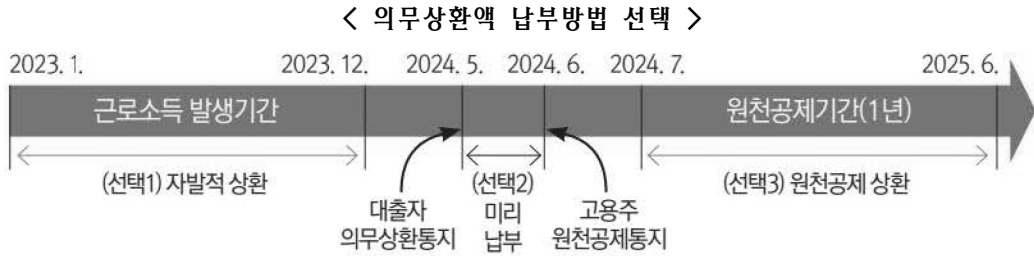 < 의무상환액 납부방법 선택 >
2023. 1. 2023. 12. 2024. 5. 2024. 6. 2024. 7. 2025. 6.
근로소득 발생기간 원천공제기간(1년)
(선택1) 자발적 상환 (선택2) (선택3) 원천공제 상환
대출자 미리 고용주
의무상환통지 납부 원천공제통지